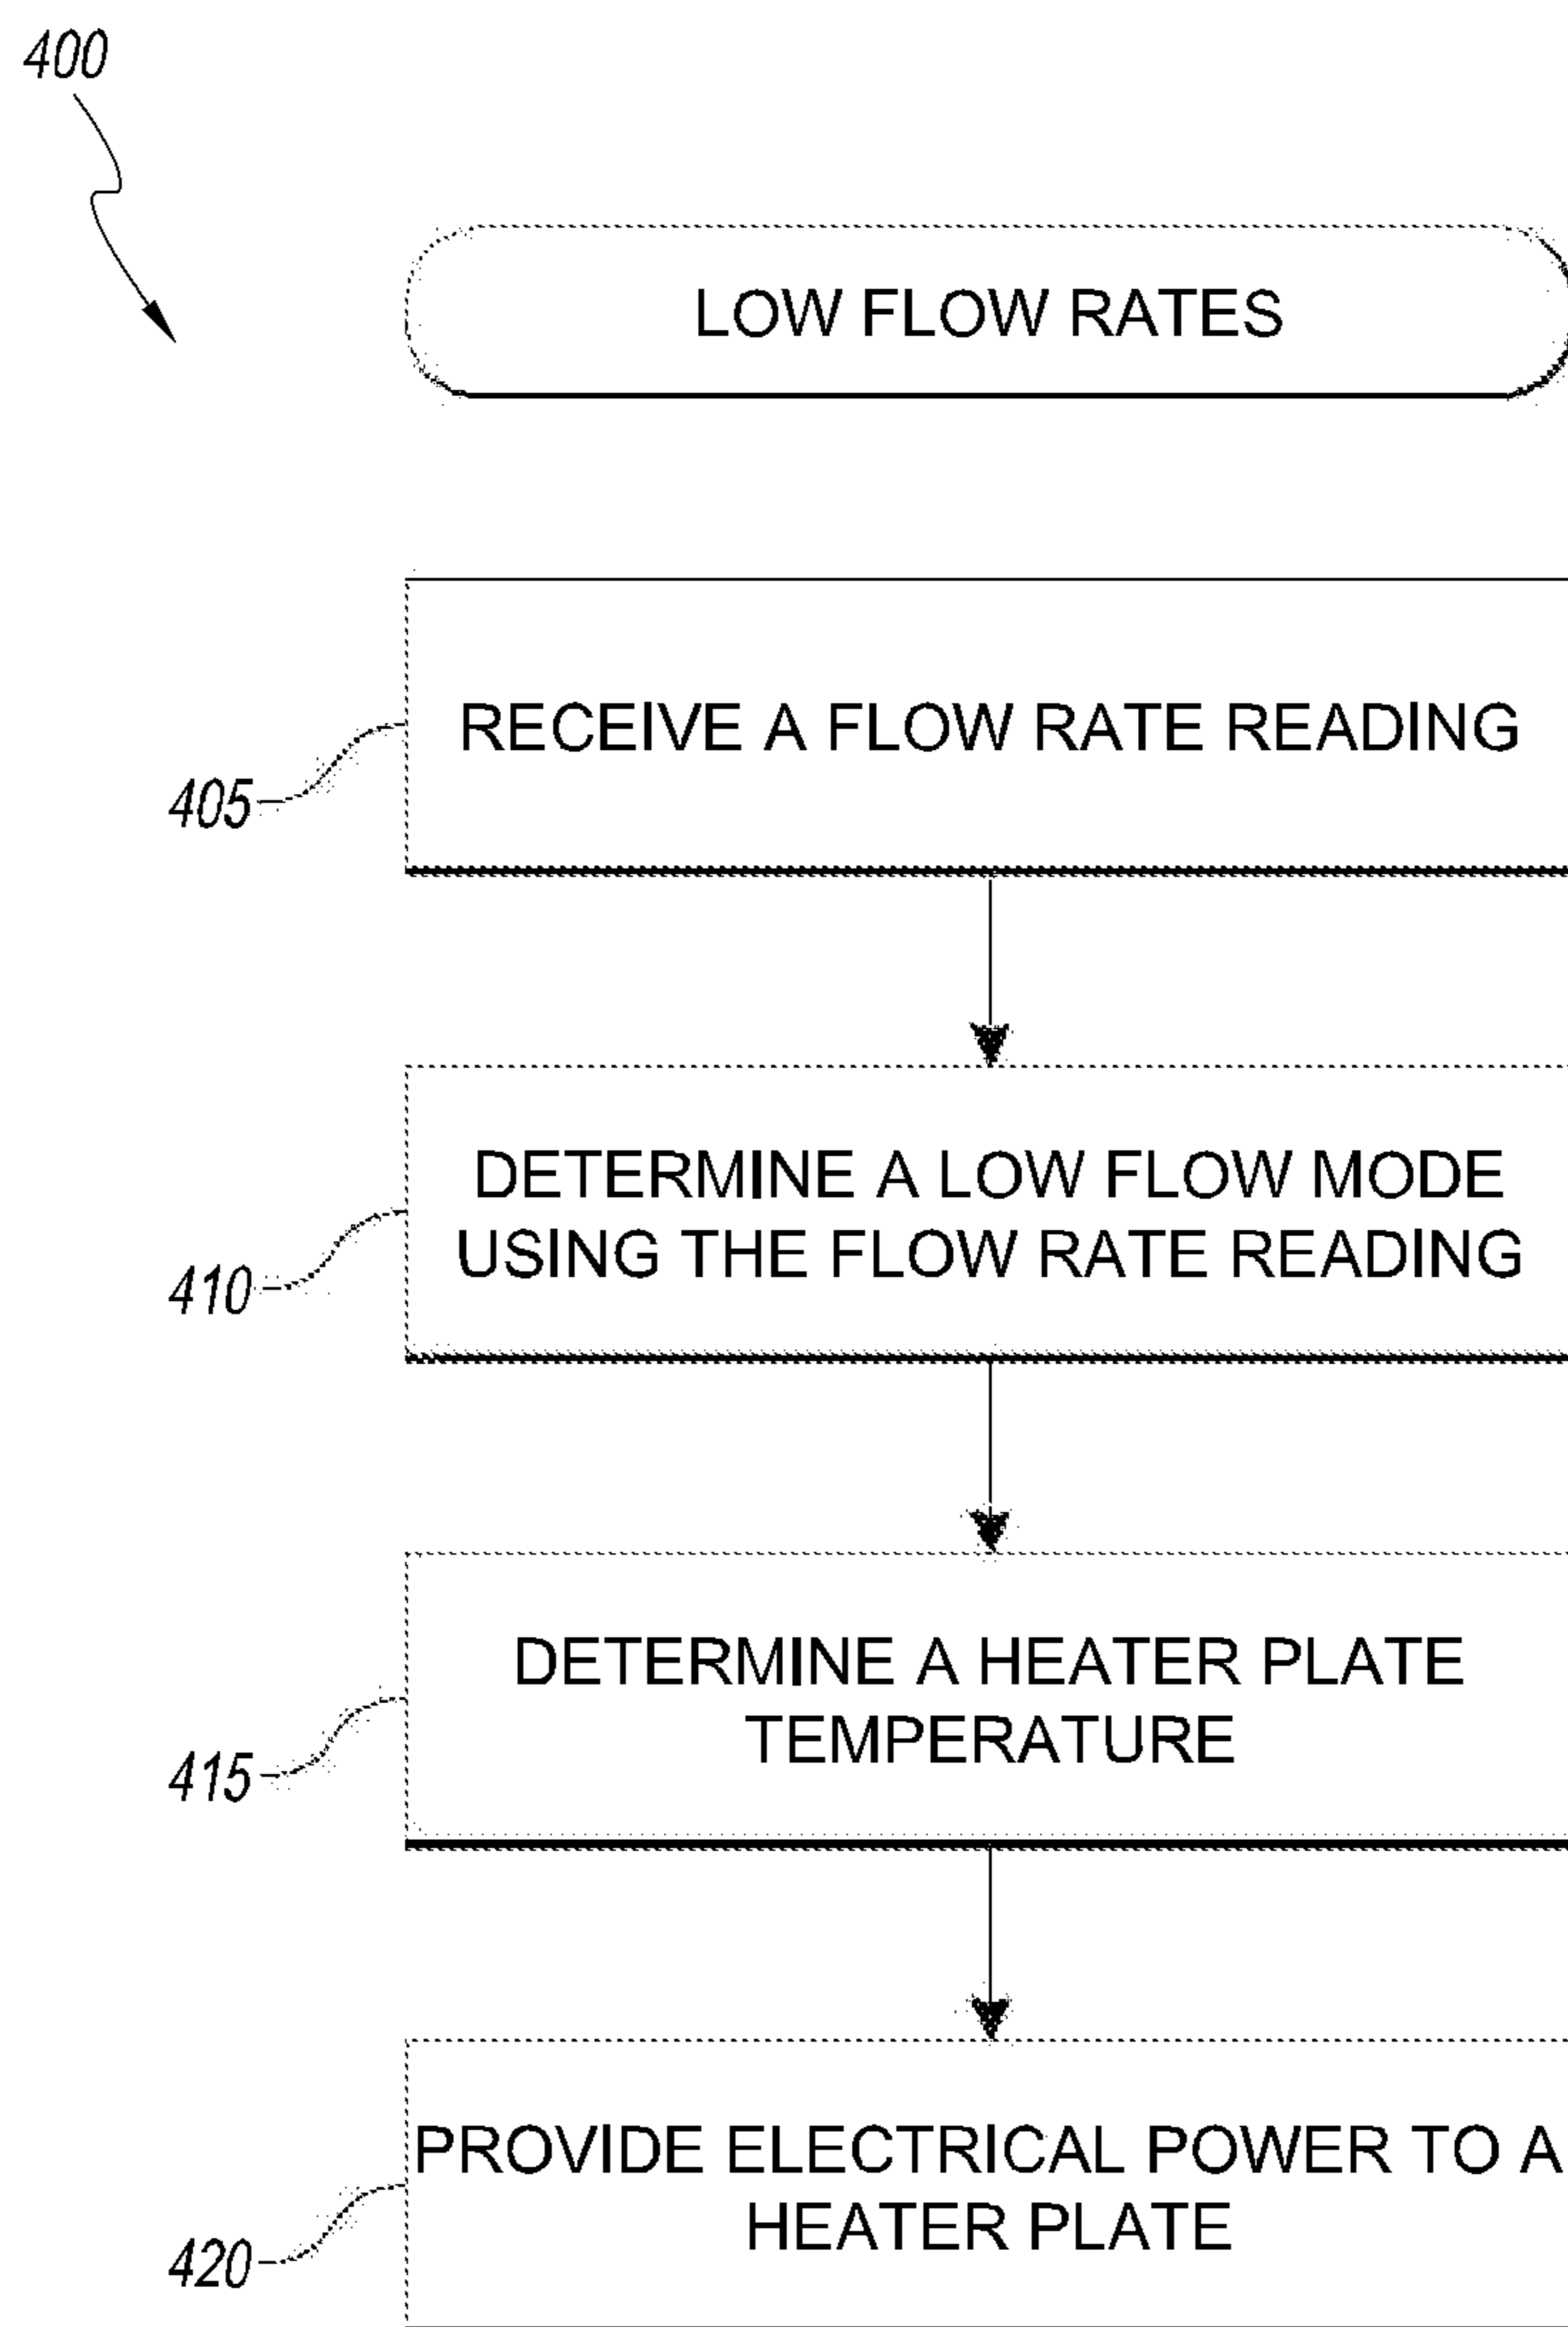 400
LOW FLOW RATES
RECEIVE A FLOW RATE READING
405
DETERMINE A LOW FLOW MODE
USING THE FLOW RATE READING
410
DETERMINE A HEATER PLATE
TEMPERATURE
415
PROVIDE ELECTRICAL POWER TO A
HEATER PLATE
420